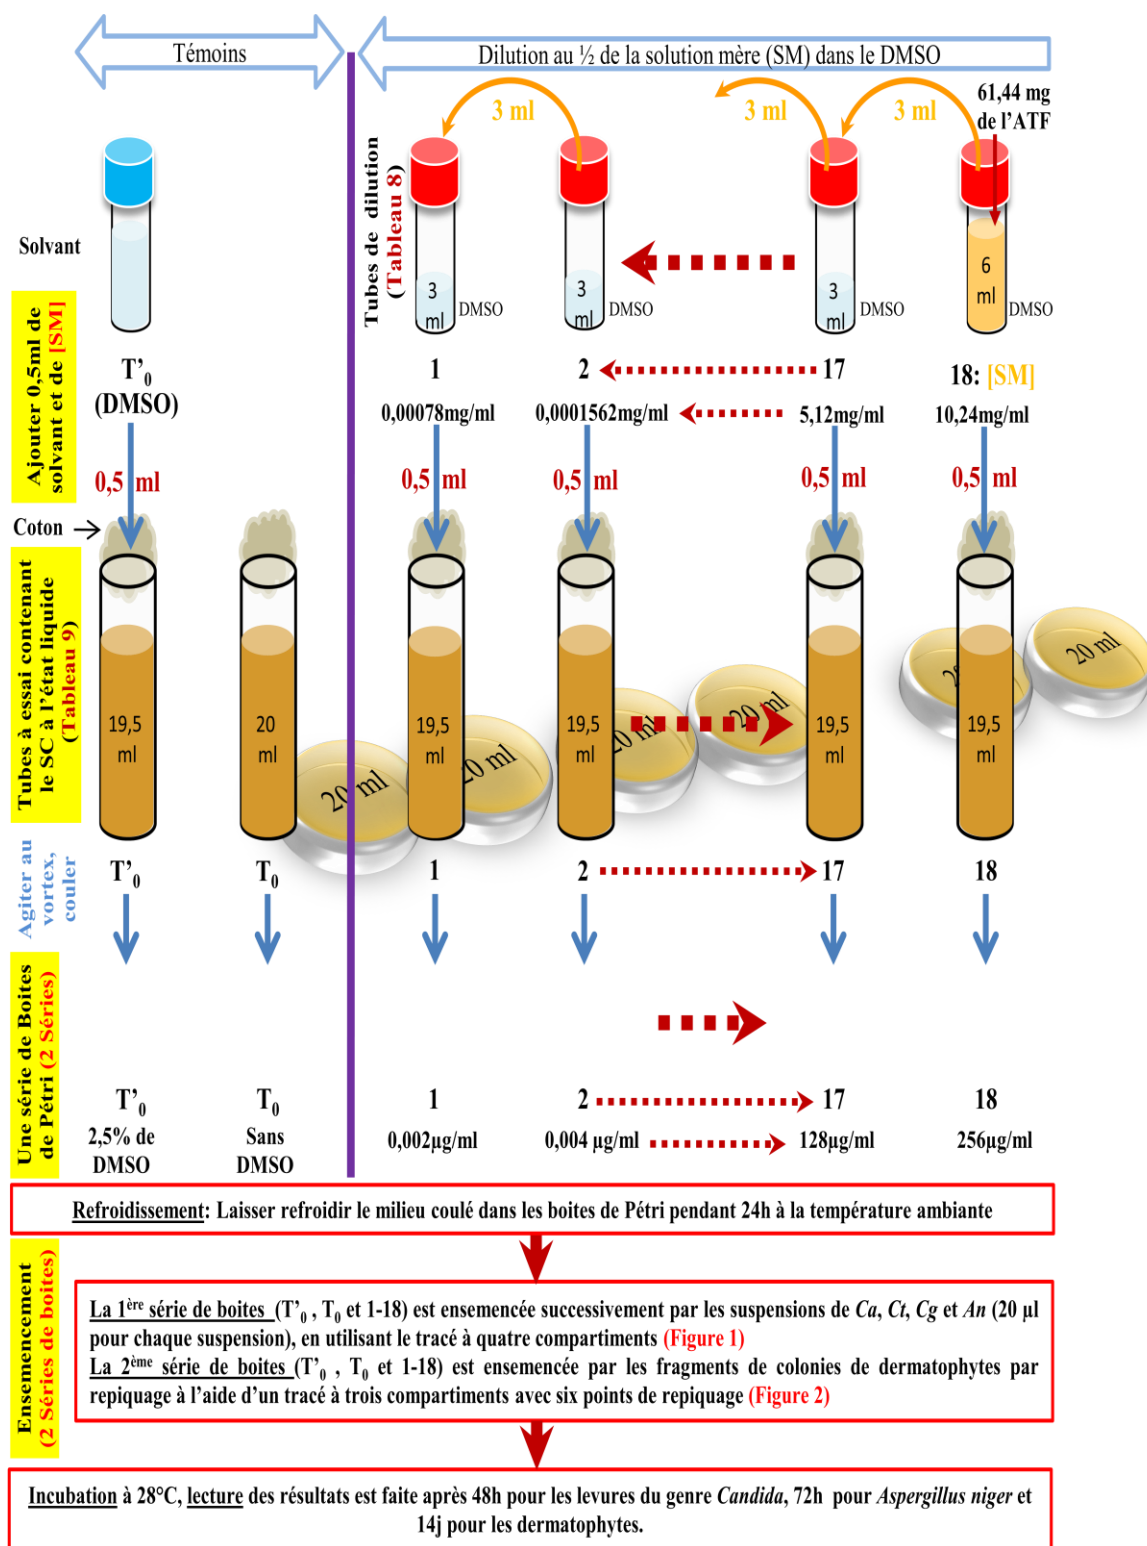 Témoins
Dilution au ½ de la solution mère (SM) dans le DMSO
3 ml
3 ml
3 ml
61,44 mg
de l'ATF
Tubes de dilution
(Tableau 8)
Solvant
3
ml
DMSO
3
ml
DMSO
3
ml
DMSO
6
ml
DMSO
Ajouter 0,5ml de
solvant et de [SM]
T'0
(DMSO)
1
2
17
18: [SM]
0,00078mg/ml
0,0001562mg/ml
5,12mg/ml
10,24mg/ml
0,5 ml
0,5 ml
0,5 ml
0,5 ml
0,5 ml
Coton
Tubes à essai contenant
le SC à l'état liquide
(Tableau 9)
19,5
ml
20
ml
19,5
ml
19,5
ml
19,5
ml
19,5
ml
20 ml
20 ml
20 ml
20 ml
20 ml
Agiter au
vortex,
couler
T'0
T0
1
2
17
18
Une série de Boites
de Pétri (2 Séries)
T'0
T0
1
2
17
18
2,5% de
DMSO
Sans
DMSO
0,002µg/ml
0,004 µg/ml
128µg/ml
256µg/ml
Refroidissement: Laisser refroidir le milieu coulé dans les boites de Pétri pendant 24h à la température ambiante
Ensemencement
(2 Séries de boites)
La 1ère série de boites (T'0 , T0 et 1-18) est ensemencée successivement par les suspensions de Ca, Ct, Cg et An (20 µl
pour chaque suspension), en utilisant le tracé à quatre compartiments (Figure 1)
La 2ème série de boites (T'0 , T0 et 1-18) est ensemencée par les fragments de colonies de dermatophytes par
repiquage à l'aide d'un tracé à trois compartiments avec six points de repiquage (Figure 2)
Incubation à 28°C, lecture des résultats est faite après 48h pour les levures du genre Candida, 72h pour Aspergillus niger et
14j pour les dermatophytes.